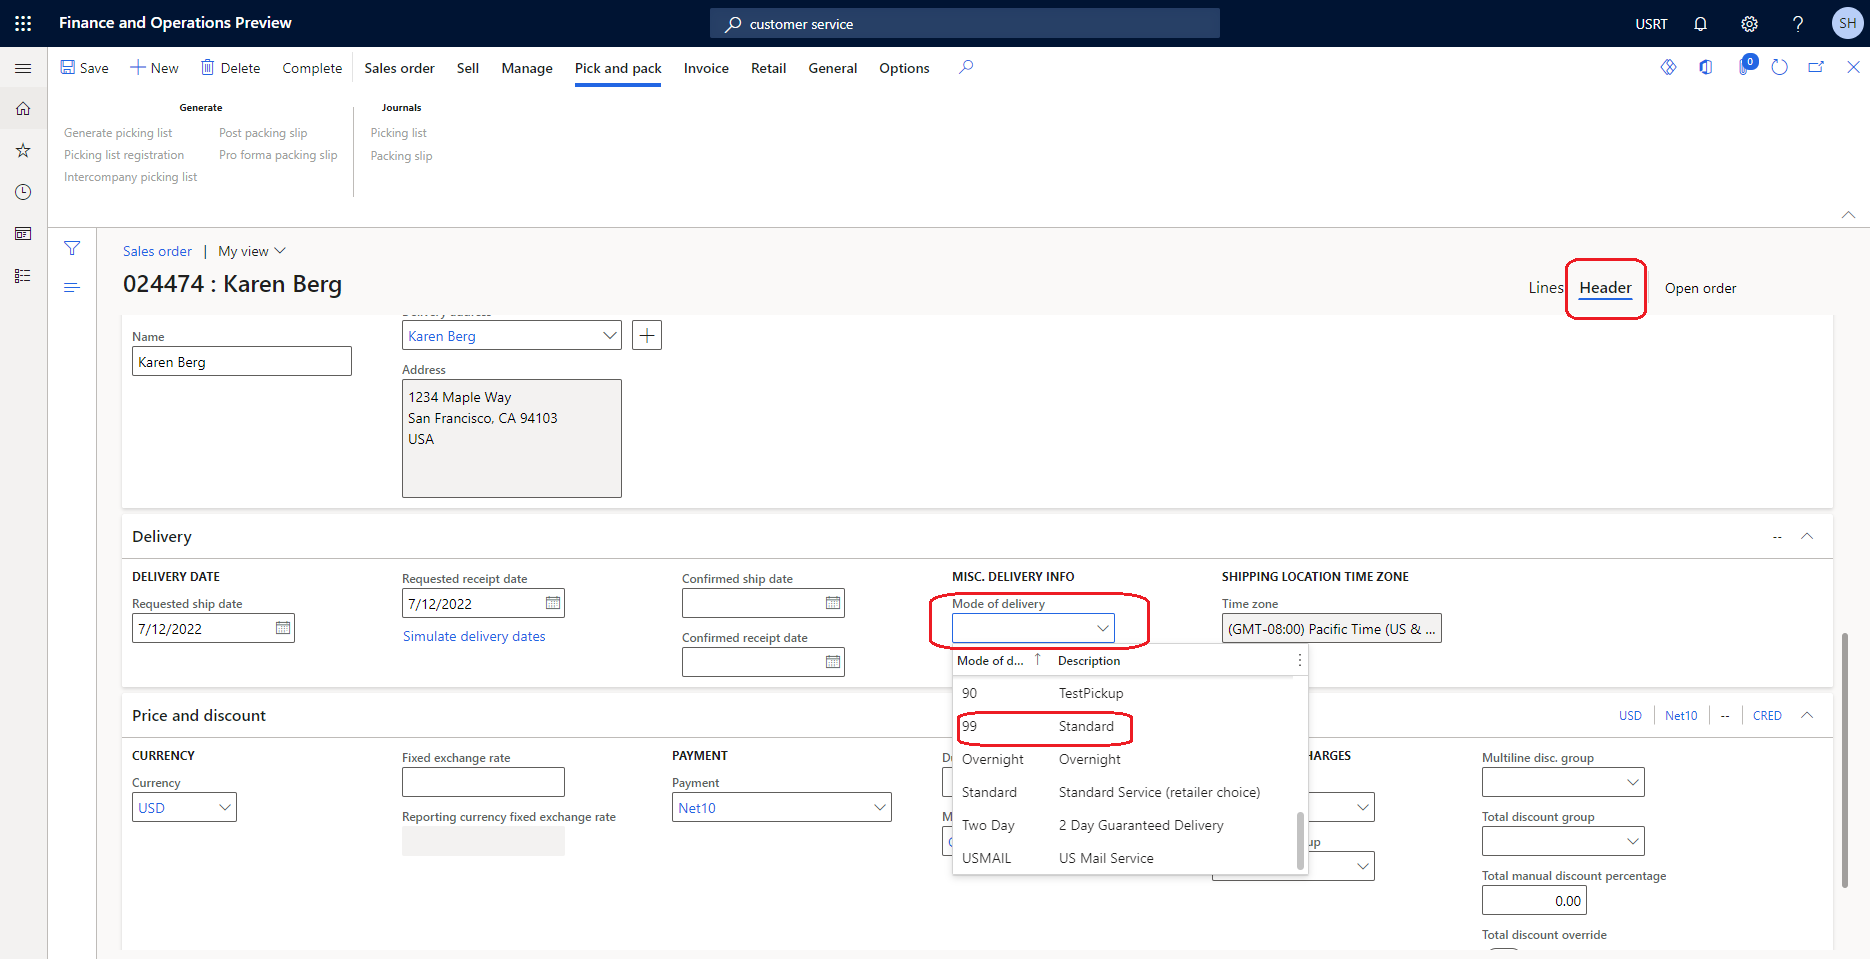 Finance and Operations Preview
customer service
USRT
SH
Save
New
Delete
Complete
Sales order
Sell
Manage
Pick and pack
Invoice
Retail
General
Options
0
Generate
Journals
Generate picking list
Post packing slip
Picking list
Picking list registration
Pro forma packing slip
Packing slip
Intercompany picking list
Sales order | My view
024474 : Karen Berg
Lines
Header
Open order
Delivery address
Name
Karen Berg
Karen Berg
Address
1234 Maple Way
San Francisco, CA 94103
USA
Delivery
--
DELIVERY DATE
Requested ship date
7/12/2022
Requested receipt date
7/12/2022
Simulate delivery dates
Confirmed ship date
Confirmed receipt date
MISC. DELIVERY INFO
Mode of delivery
SHIPPING LOCATION TIME ZONE
Time zone
(GMT-08:00) Pacific Time (US & ...
Mode of d... ↑ Description
90 TestPickup
99 Standard
Overnight Overnight
Standard Standard Service (retailer choice)
Two Day 2 Day Guaranteed Delivery
USMAIL US Mail Service
Price and discount
USD
Net10
--
CRED
CURRENCY
Currency
USD
Fixed exchange rate
Reporting currency fixed exchange rate
PAYMENT
Payment
Net10
HARGES
Multiline disc. group
Total discount group
Total manual discount percentage
0.00
Total discount override